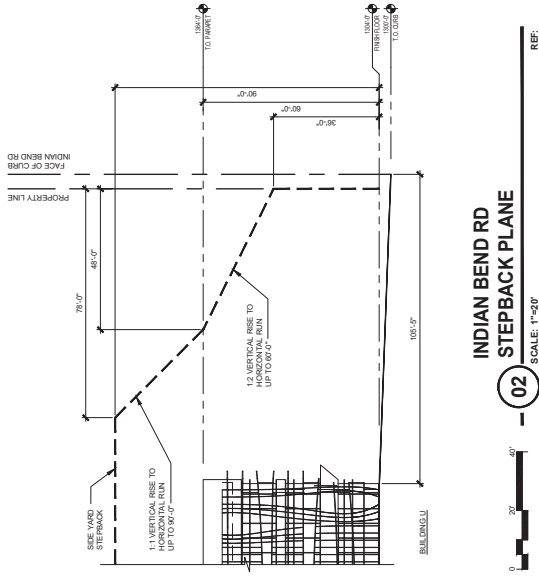 1364'-0"
T.O. PARAPET
1304'-0"
FINISH FLOOR
1300'-0"
T.O. CURB
90'-0"
60'-0"
36'-0"
FACE OF CURB
INDIAN BEND RD
PROPERTY LINE
78'-0"
48'-0"
1:2 VERTICAL RISE TO
HORIZONTAL RUN
UP TO 60'-0"
SIDE YARD
STEPBACK
1:1 VERTICAL RISE TO
HORIZONTAL RUN
UP TO 90'-0"
105'-5"
BUILDING U
INDIAN BEND RD
STEPBACK PLANE
02
SCALE: 1"=20'
REF:
0
20'
40'